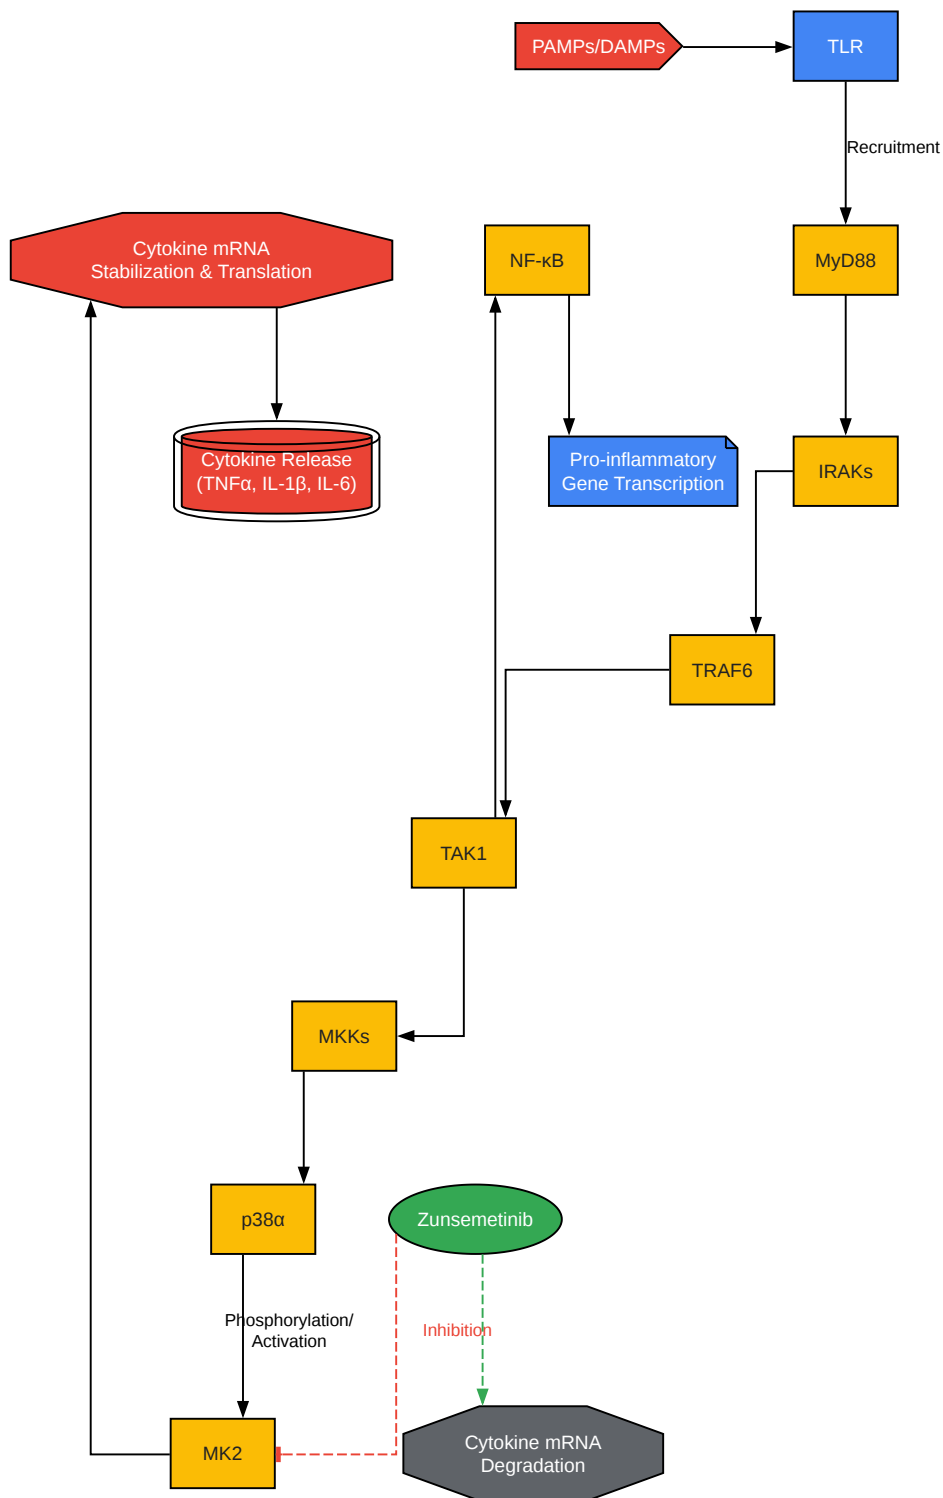 PAMPs/DAMPs
TLR
Recruitment
Cytokine mRNA
Stabilization & Translation
NF-κB
MyD88
Cytokine Release
(TNFα, IL-1β, IL-6)
Pro-inflammatory
Gene Transcription
IRAKs
TRAF6
TAK1
MKKs
p38α
Zunsemetinib
Phosphorylation/
Activation
Inhibition
MK2
Cytokine mRNA
Degradation